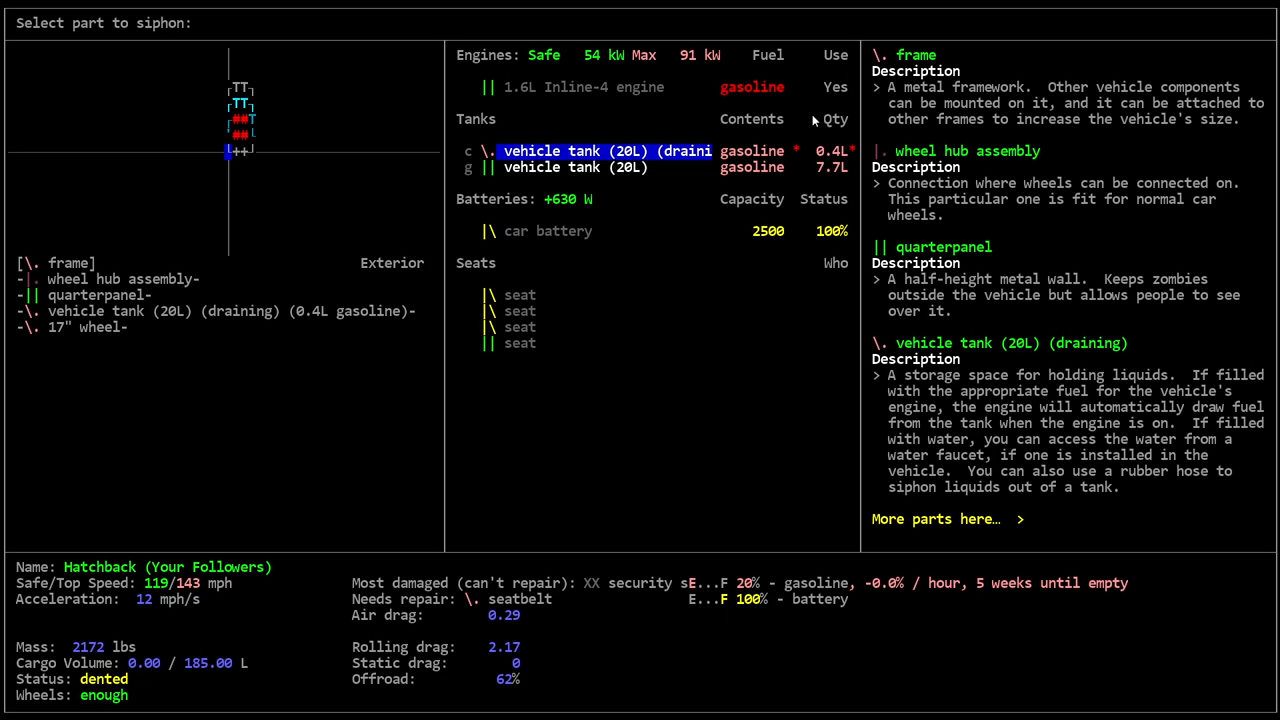 Select part to siphon:
┌TT┐
┌TT┐
┌##T
└##└
└++┘
[\. frame] Exterior
-|. wheel hub assembly-
-|| quarterpanel-
-\. vehicle tank (20L) (draining) (0.4L gasoline)-
-\. 17" wheel-
Engines: Safe 54 kW Max 91 kW Fuel Use
|| 1.6L Inline-4 engine gasoline Yes
Tanks Contents Qty
c \. vehicle tank (20L) (draini gasoline * 0.4L*
g || vehicle tank (20L) gasoline 7.7L
Batteries: +630 W Capacity Status
|\ car battery 2500 100%
Seats Who
|\ seat
|\ seat
|\ seat
|| seat
\. frame
Description
> A metal framework. Other vehicle components
can be mounted on it, and it can be attached to
other frames to increase the vehicle's size.
|. wheel hub assembly
Description
> Connection where wheels can be connected on.
This particular one is fit for normal car
wheels.
|| quarterpanel
Description
> A half-height metal wall. Keeps zombies
outside the vehicle but allows people to see
over it.
\. vehicle tank (20L) (draining)
Description
> A storage space for holding liquids. If filled
with the appropriate fuel for the vehicle's
engine, the engine will automatically draw fuel
from the tank when the engine is on. If filled
with water, you can access the water from a
water faucet, if one is installed in the
vehicle. You can also use a rubber hose to
siphon liquids out of a tank.
More parts here… >
Name: Hatchback (Your Followers)
Safe/Top Speed: 119/143 mph
Acceleration: 12 mph/s
Mass: 2172 lbs
Cargo Volume: 0.00 / 185.00 L
Status: dented
Wheels: enough
Most damaged (can't repair): XX security sE...F 20% - gasoline, -0.0% / hour, 5 weeks until empty
Needs repair: \. seatbelt E...F 100% - battery
Air drag: 0.29
Rolling drag: 2.17
Static drag: 0
Offroad: 62%